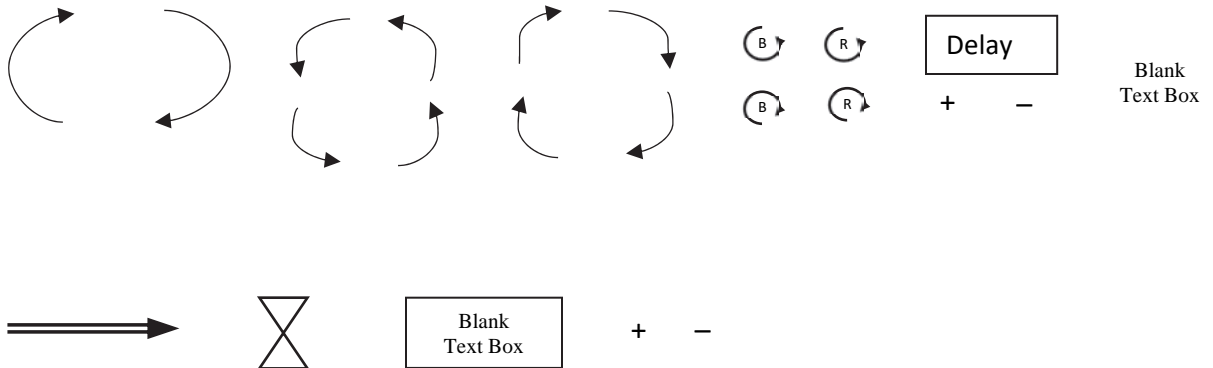 B R Delay
Blank
Text Box
B R + –
Blank
Text Box
+ –